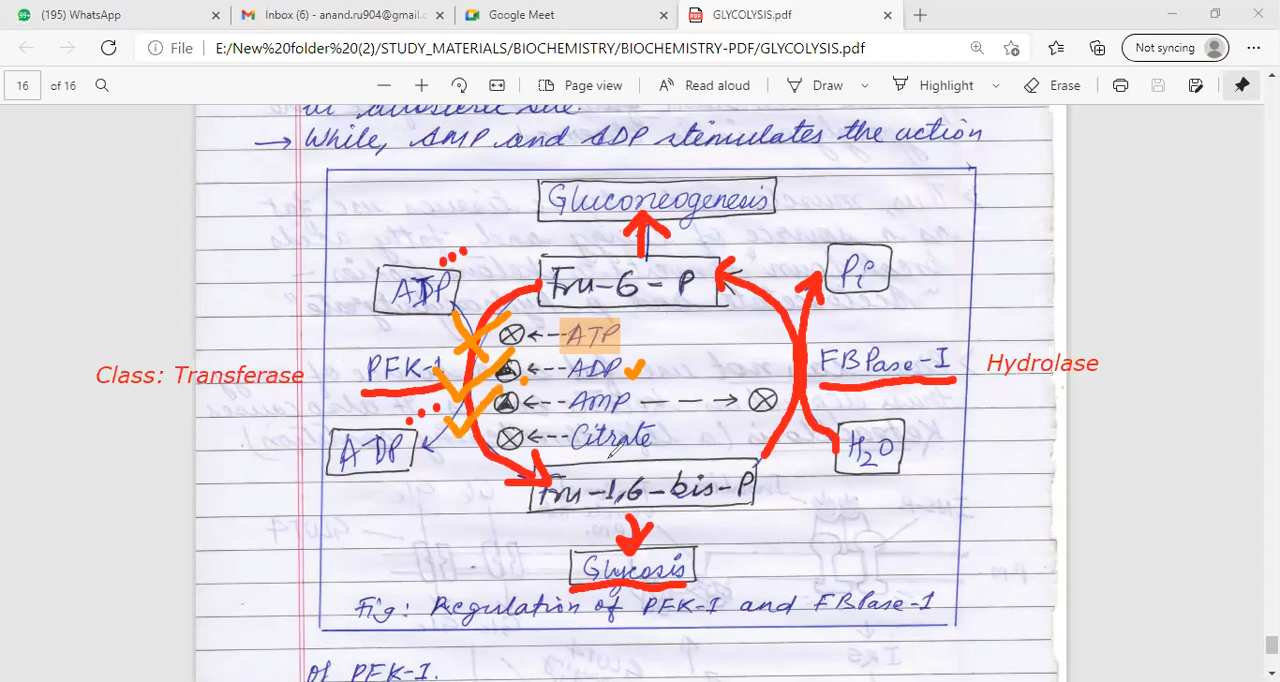 (195) WhatsApp
Inbox (6) - anand.ru904@gmail.c
Google Meet
GLYCOLYSIS.pdf
File
E:/New%20folder%20(2)/STUDY_MATERIALS/BIOCHEMISTRY/BIOCHEMISTRY-PDF/GLYCOLYSIS.pdf
Not syncing
16 of 16
Page view
Read aloud
Draw
Highlight
Erase
allosteric site.
→ While, AMP and ADP stimulates the action
Gluconeogenesis
ATP
Fru-6-P
Pi
ATP
PFK-1
ADP
FBPase-I
Class: Transferase
Hydrolase
AMP
Citrate
ADP
H2O
Fru-1,6-bis-P
Glycosis
Fig: Regulation of PFK-I and FBPase-1
of PFK-I.